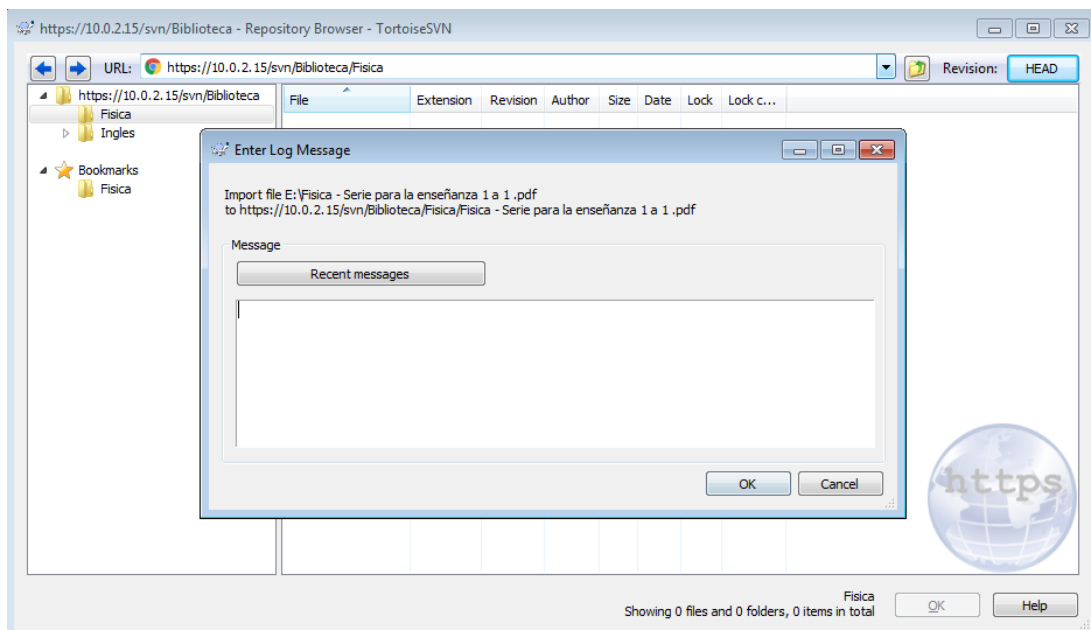 https://10.0.2.15/svn/Biblioteca - Repository Browser - TortoiseSVN
URL: https://10.0.2.15/svn/Biblioteca/Fisica Revision: HEAD
https://10.0.2.15/svn/Biblioteca
Fisica
Ingles
Bookmarks
Fisica
File Extension Revision Author Size Date Lock Lock c...
Enter Log Message
Import file E:\Fisica - Serie para la enseñanza 1 a 1 .pdf
to https://10.0.2.15/svn/Biblioteca/Fisica/Fisica - Serie para la enseñanza 1 a 1 .pdf
Message
Recent messages
OK Cancel
https
Fisica
Showing 0 files and 0 folders, 0 items in total
OK Help